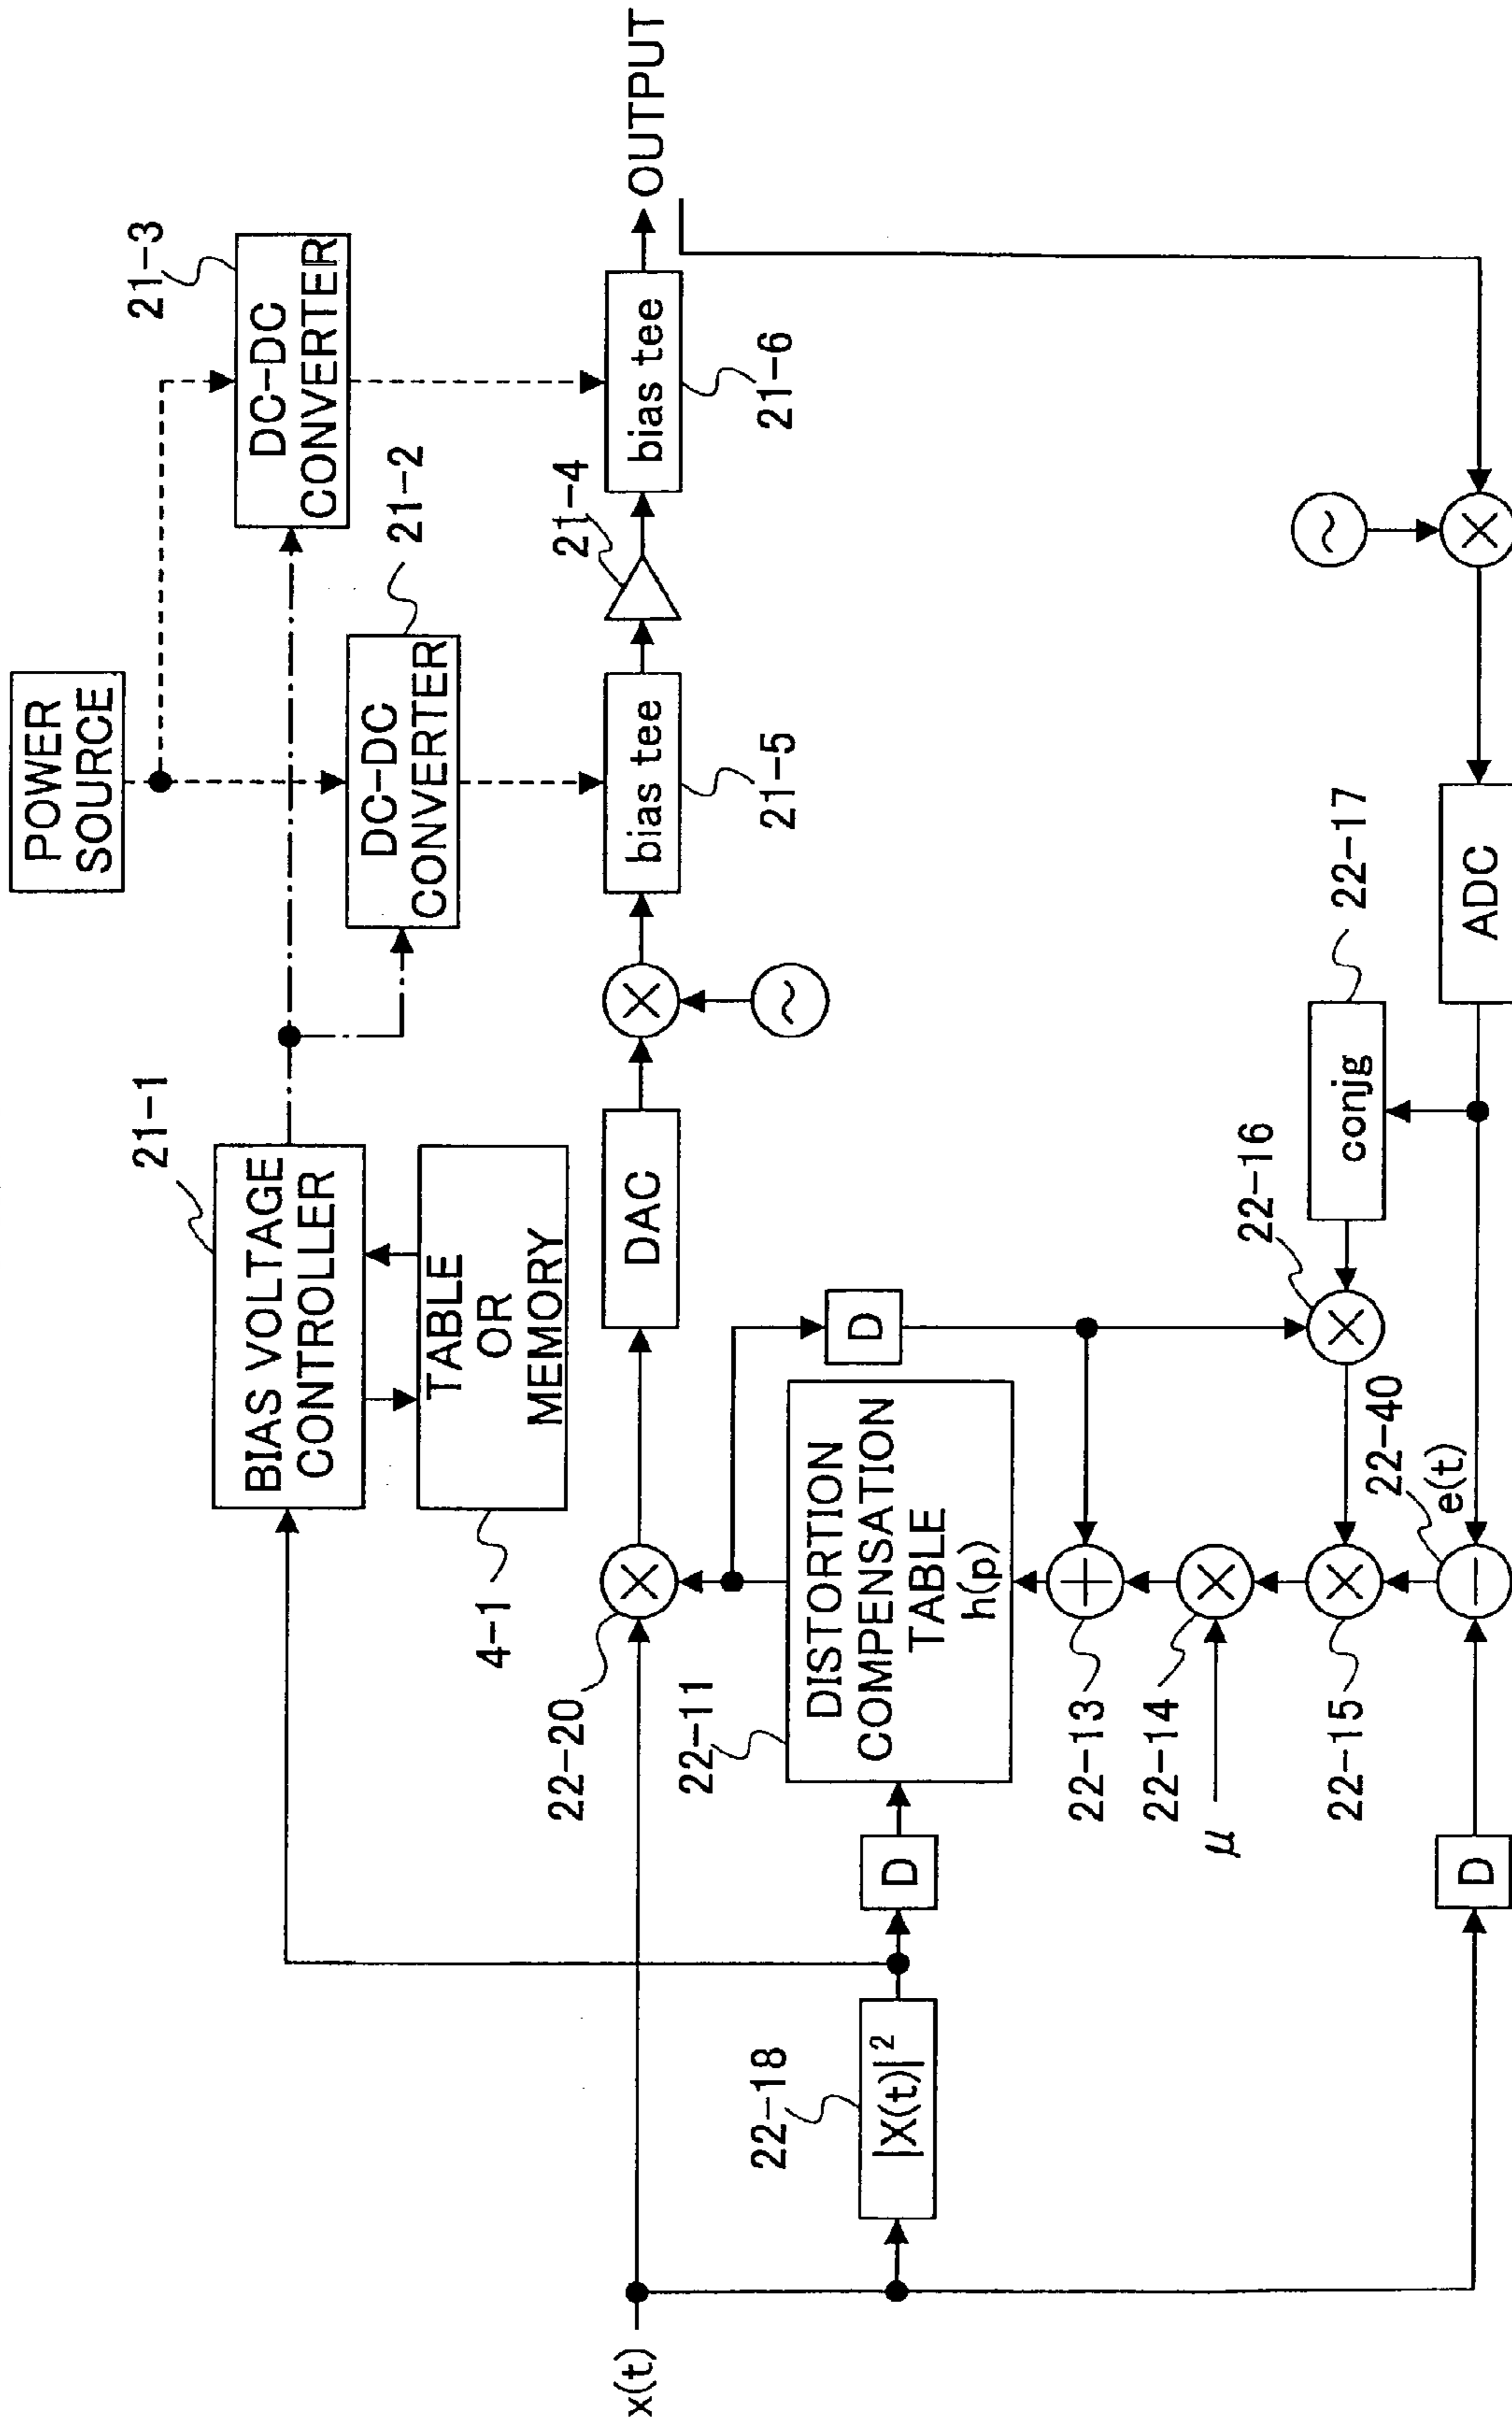 POWER
SOURCE
21-3
DC-DC
CONVERTER
21-2
DC-DC
CONVERTER
21-1
BIAS VOLTAGE
CONTROLLER
TABLE
OR
MEMORY
4-1
x(t)
22-20
DAC
~
bias tee
21-5
21-4
bias tee
21-6
OUTPUT
22-18
|X(t)|²
D
22-11
DISTORTION
COMPENSATION
TABLE
h(p)
D
22-13
+
22-14
μ
22-15
22-16
conjg
22-17
~
D
−
22-40
e(t)
ADC
×
×
×
×
×
×